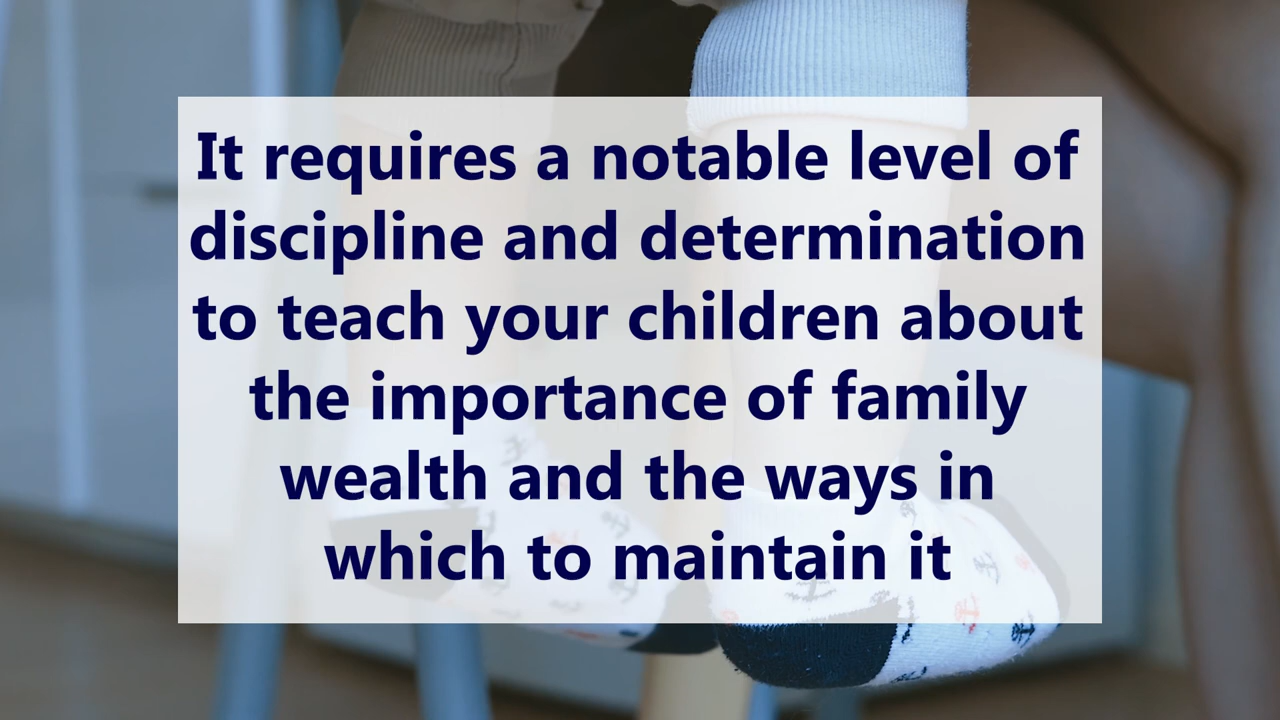 It requires a notable level of
discipline and determination
to teach your children about
the importance of family
wealth and the ways in
which to maintain it